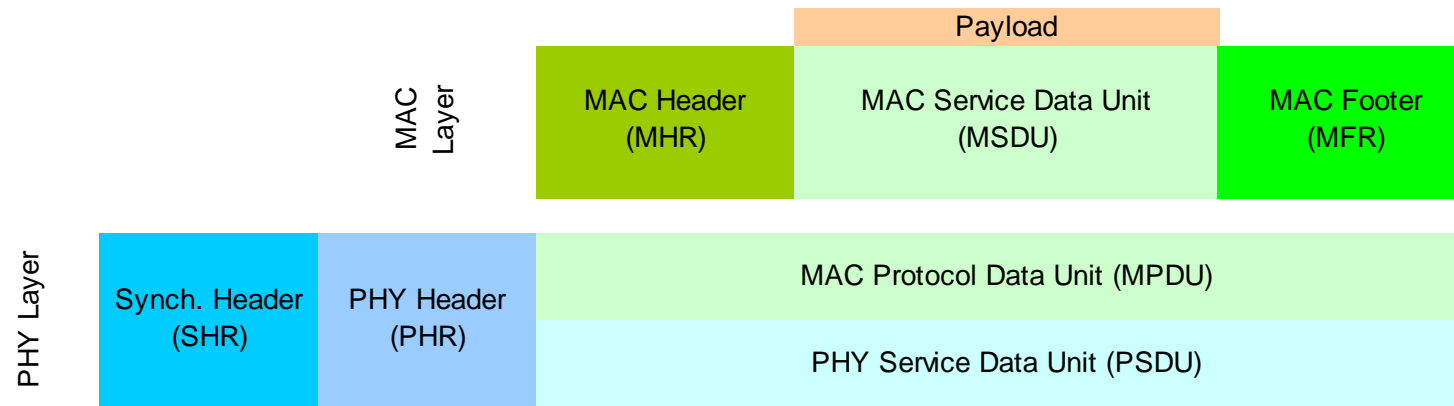 Payload
MAC
Layer
MAC Header
(MHR)
MAC Service Data Unit
(MSDU)
MAC Footer
(MFR)
PHY Layer
Synch. Header
(SHR)
PHY Header
(PHR)
MAC Protocol Data Unit (MPDU)
PHY Service Data Unit (PSDU)